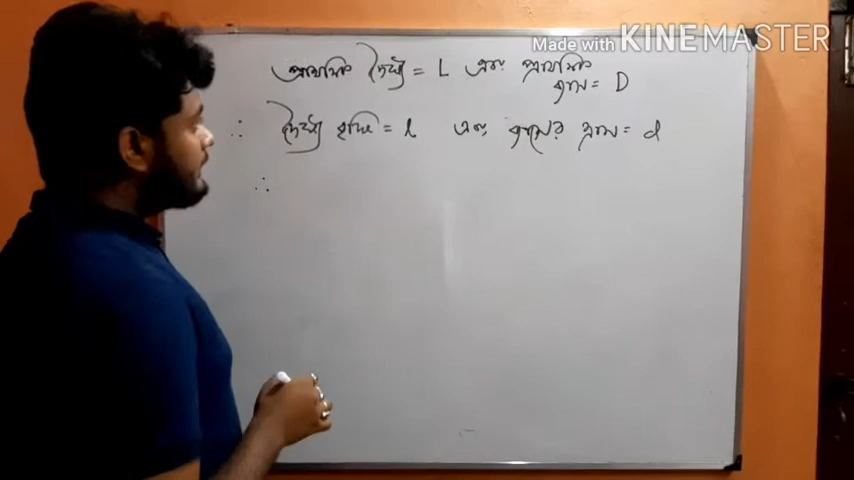 Made with KINEMASTER
প্রাথমিক দৈর্ঘ্য = L এবং প্রাথমিক
ব্যাস = D
∴ দৈর্ঘ্য বৃদ্ধি = l এবং ব্যাসের হ্রাস = d
∴